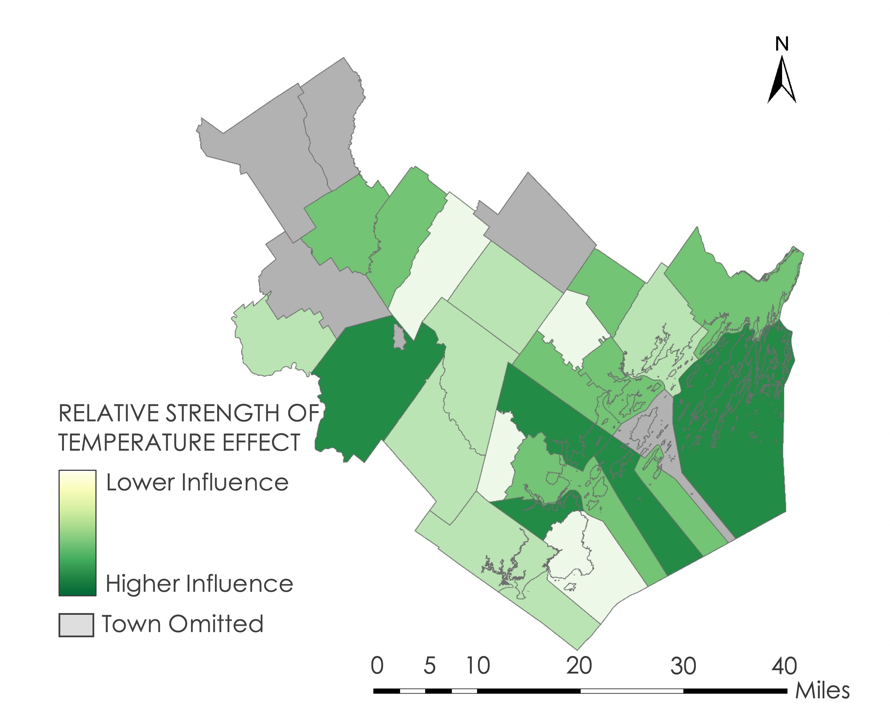 N
RELATIVE STRENGTH OF
TEMPERATURE EFFECT
Lower Influence
Higher Influence
Town Omitted
0 5 10 20 30 40
Miles